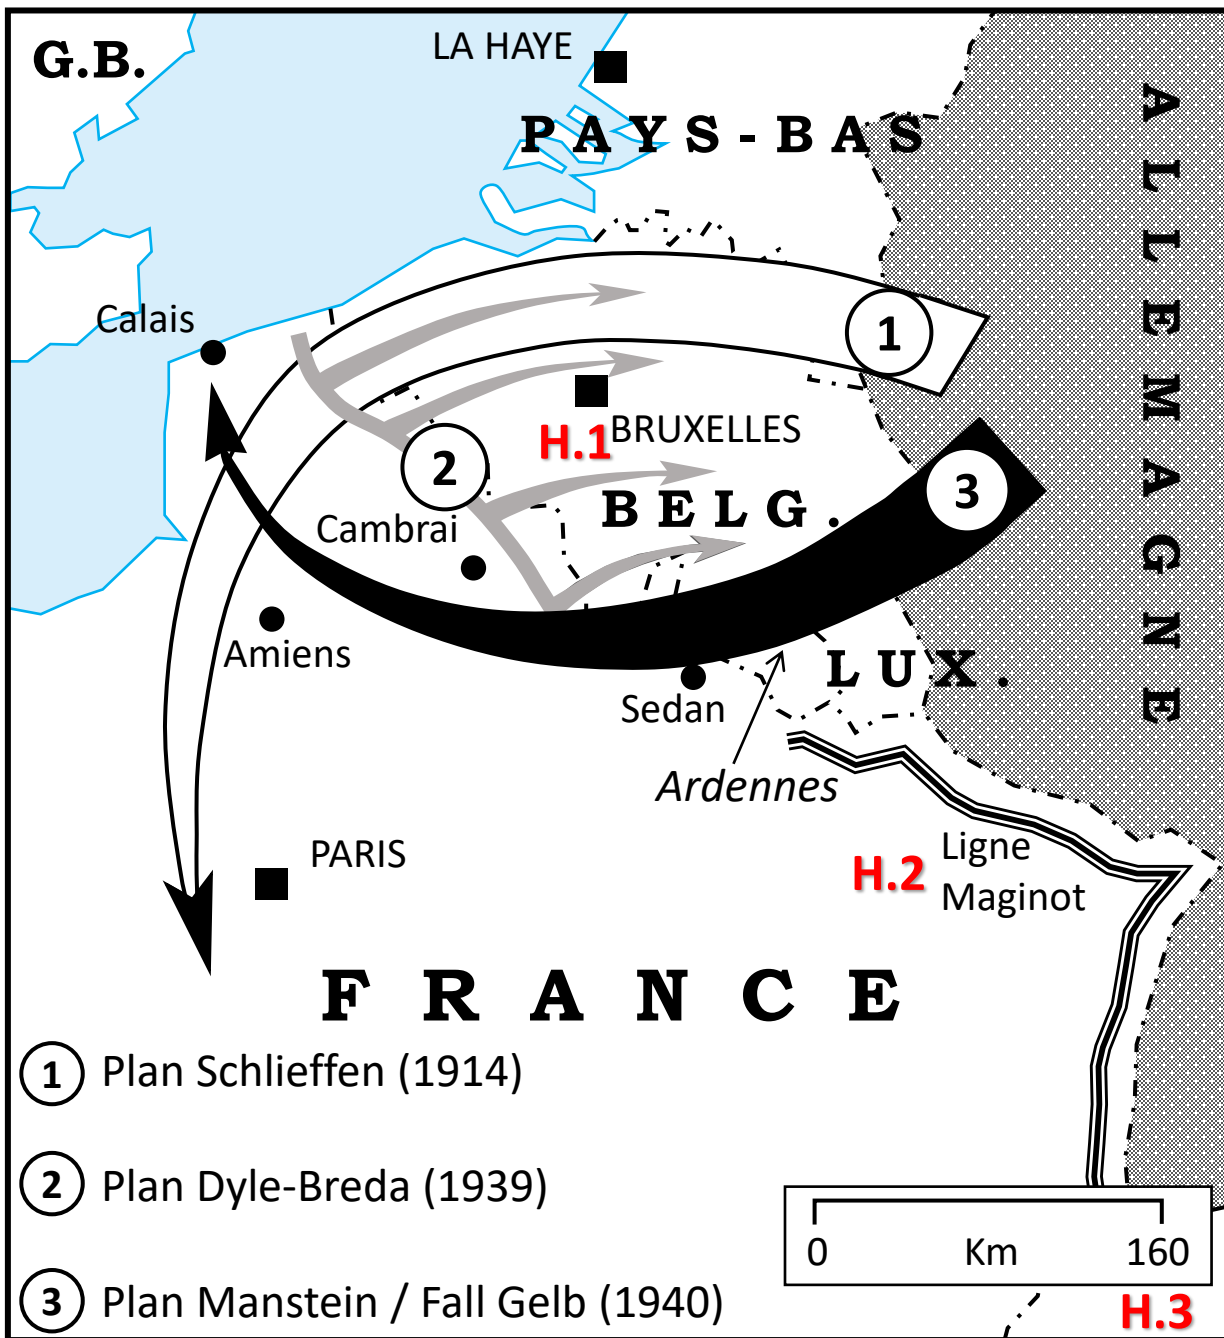 G.B.
LA HAYE
PAYS-BAS
ALLEMAGNE
Calais
1
H.1 BRUXELLES
2
3
BELG.
Cambrai
Amiens
LUX.
Sedan
Ardennes
PARIS
H.2
Ligne
Maginot
FRANCE
1 Plan Schlieffen (1914)
2 Plan Dyle-Breda (1939)
3 Plan Manstein / Fall Gelb (1940)
0 Km 160
H.3